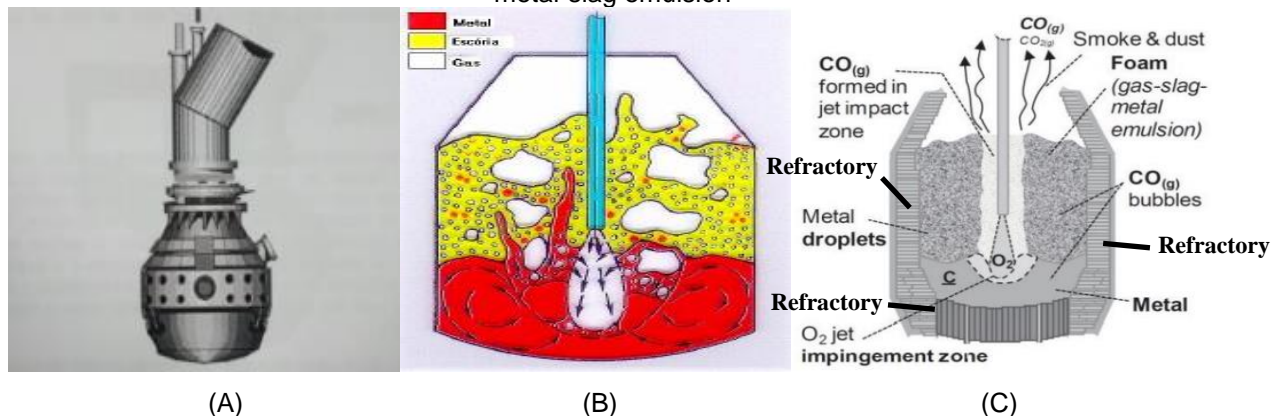 metal-slag emulsion
Metal
Escória
Gas
CO(g)
CO2(g)
Smoke & dust
CO(g)
formed in
jet impact
zone
Foam
(gas-slag-
metal
emulsion)
Refractory
CO(g)
bubbles
Metal
droplets
Refractory
O2
C
Refractory
Metal
O2 jet
impingement zone
(A)
(B)
(C)